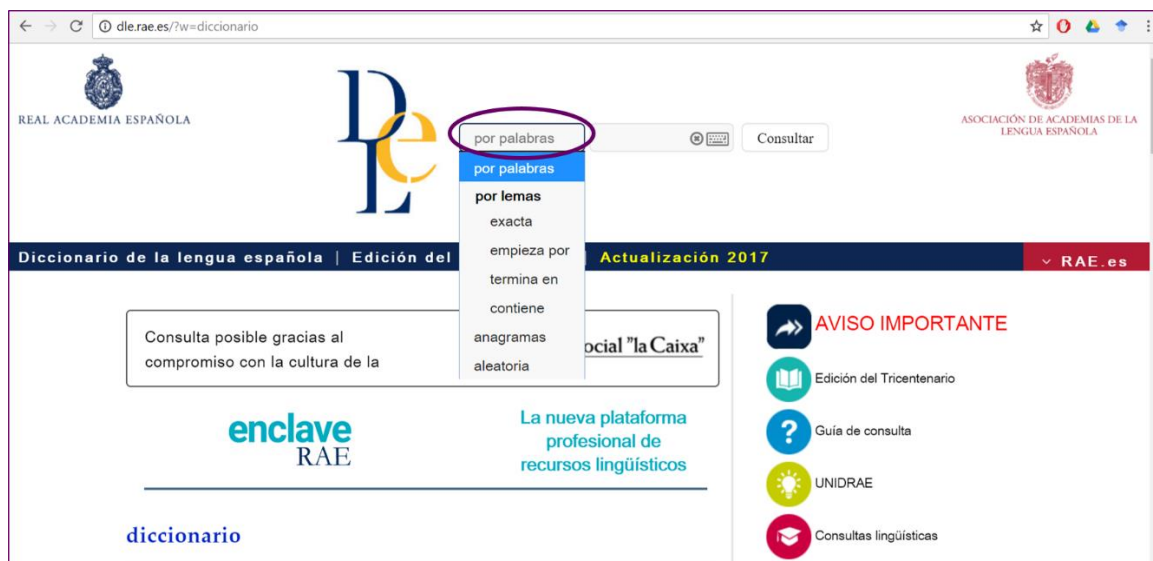 dle.rae.es/?w=diccionario
REAL ACADEMIA ESPAÑOLA
DLE
ASOCIACIÓN DE ACADEMIAS DE LA
LENGUA ESPAÑOLA
por palabras
Consultar
por palabras
por lemas
exacta
empieza por
termina en
contiene
anagramas
aleatoria
Diccionario de la lengua española | Edición del | Actualización 2017
RAE.es
Consulta posible gracias al
compromiso con la cultura de la
ocial "la Caixa"
enclave
RAE
La nueva plataforma
profesional de
recursos lingüísticos
diccionario
AVISO IMPORTANTE
Edición del Tricentenario
?
Guía de consulta
UNIDRAE
Consultas lingüísticas